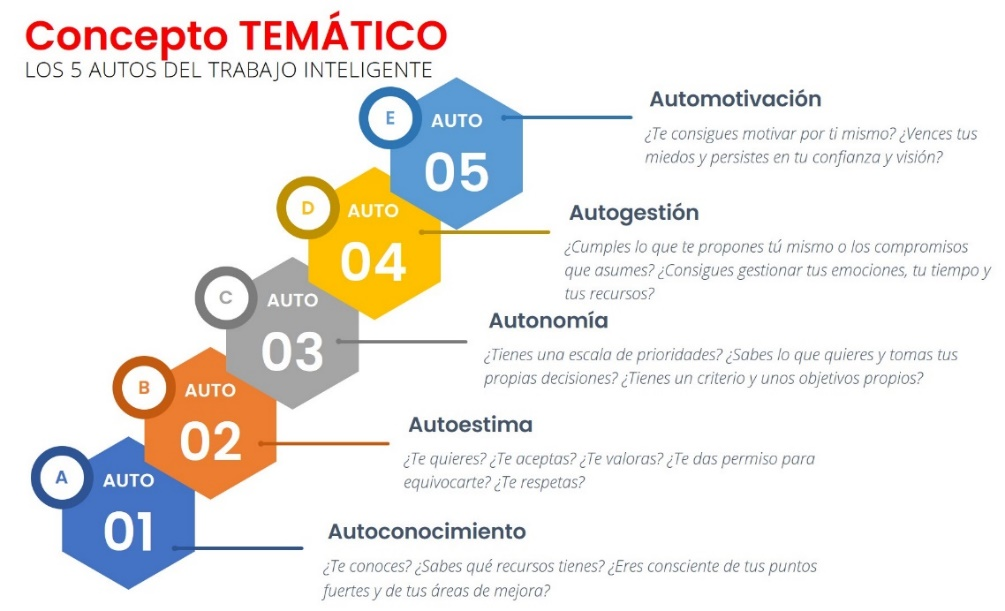 Concepto TEMÁTICO
LOS 5 AUTOS DEL TRABAJO INTELIGENTE
E
AUTO
05
Automotivación
¿Te consigues motivar por ti mismo? ¿Vences tus
miedos y persistes en tu confianza y visión?
D
AUTO
04
Autogestión
¿Cumples lo que te propones tú mismo o los compromisos
que asumes? ¿Consigues gestionar tus emociones, tu tiempo y
tus recursos?
C
AUTO
03
Autonomía
¿Tienes una escala de prioridades? ¿Sabes lo que quieres y tomas tus
propias decisiones? ¿Tienes un criterio y unos objetivos propios?
B
AUTO
02
Autoestima
¿Te quieres? ¿Te aceptas? ¿Te valoras? ¿Te das permiso para
equivocarte? ¿Te respetas?
A
AUTO
01
Autoconocimiento
¿Te conoces? ¿Sabes qué recursos tienes? ¿Eres consciente de tus puntos
fuertes y de tus áreas de mejora?